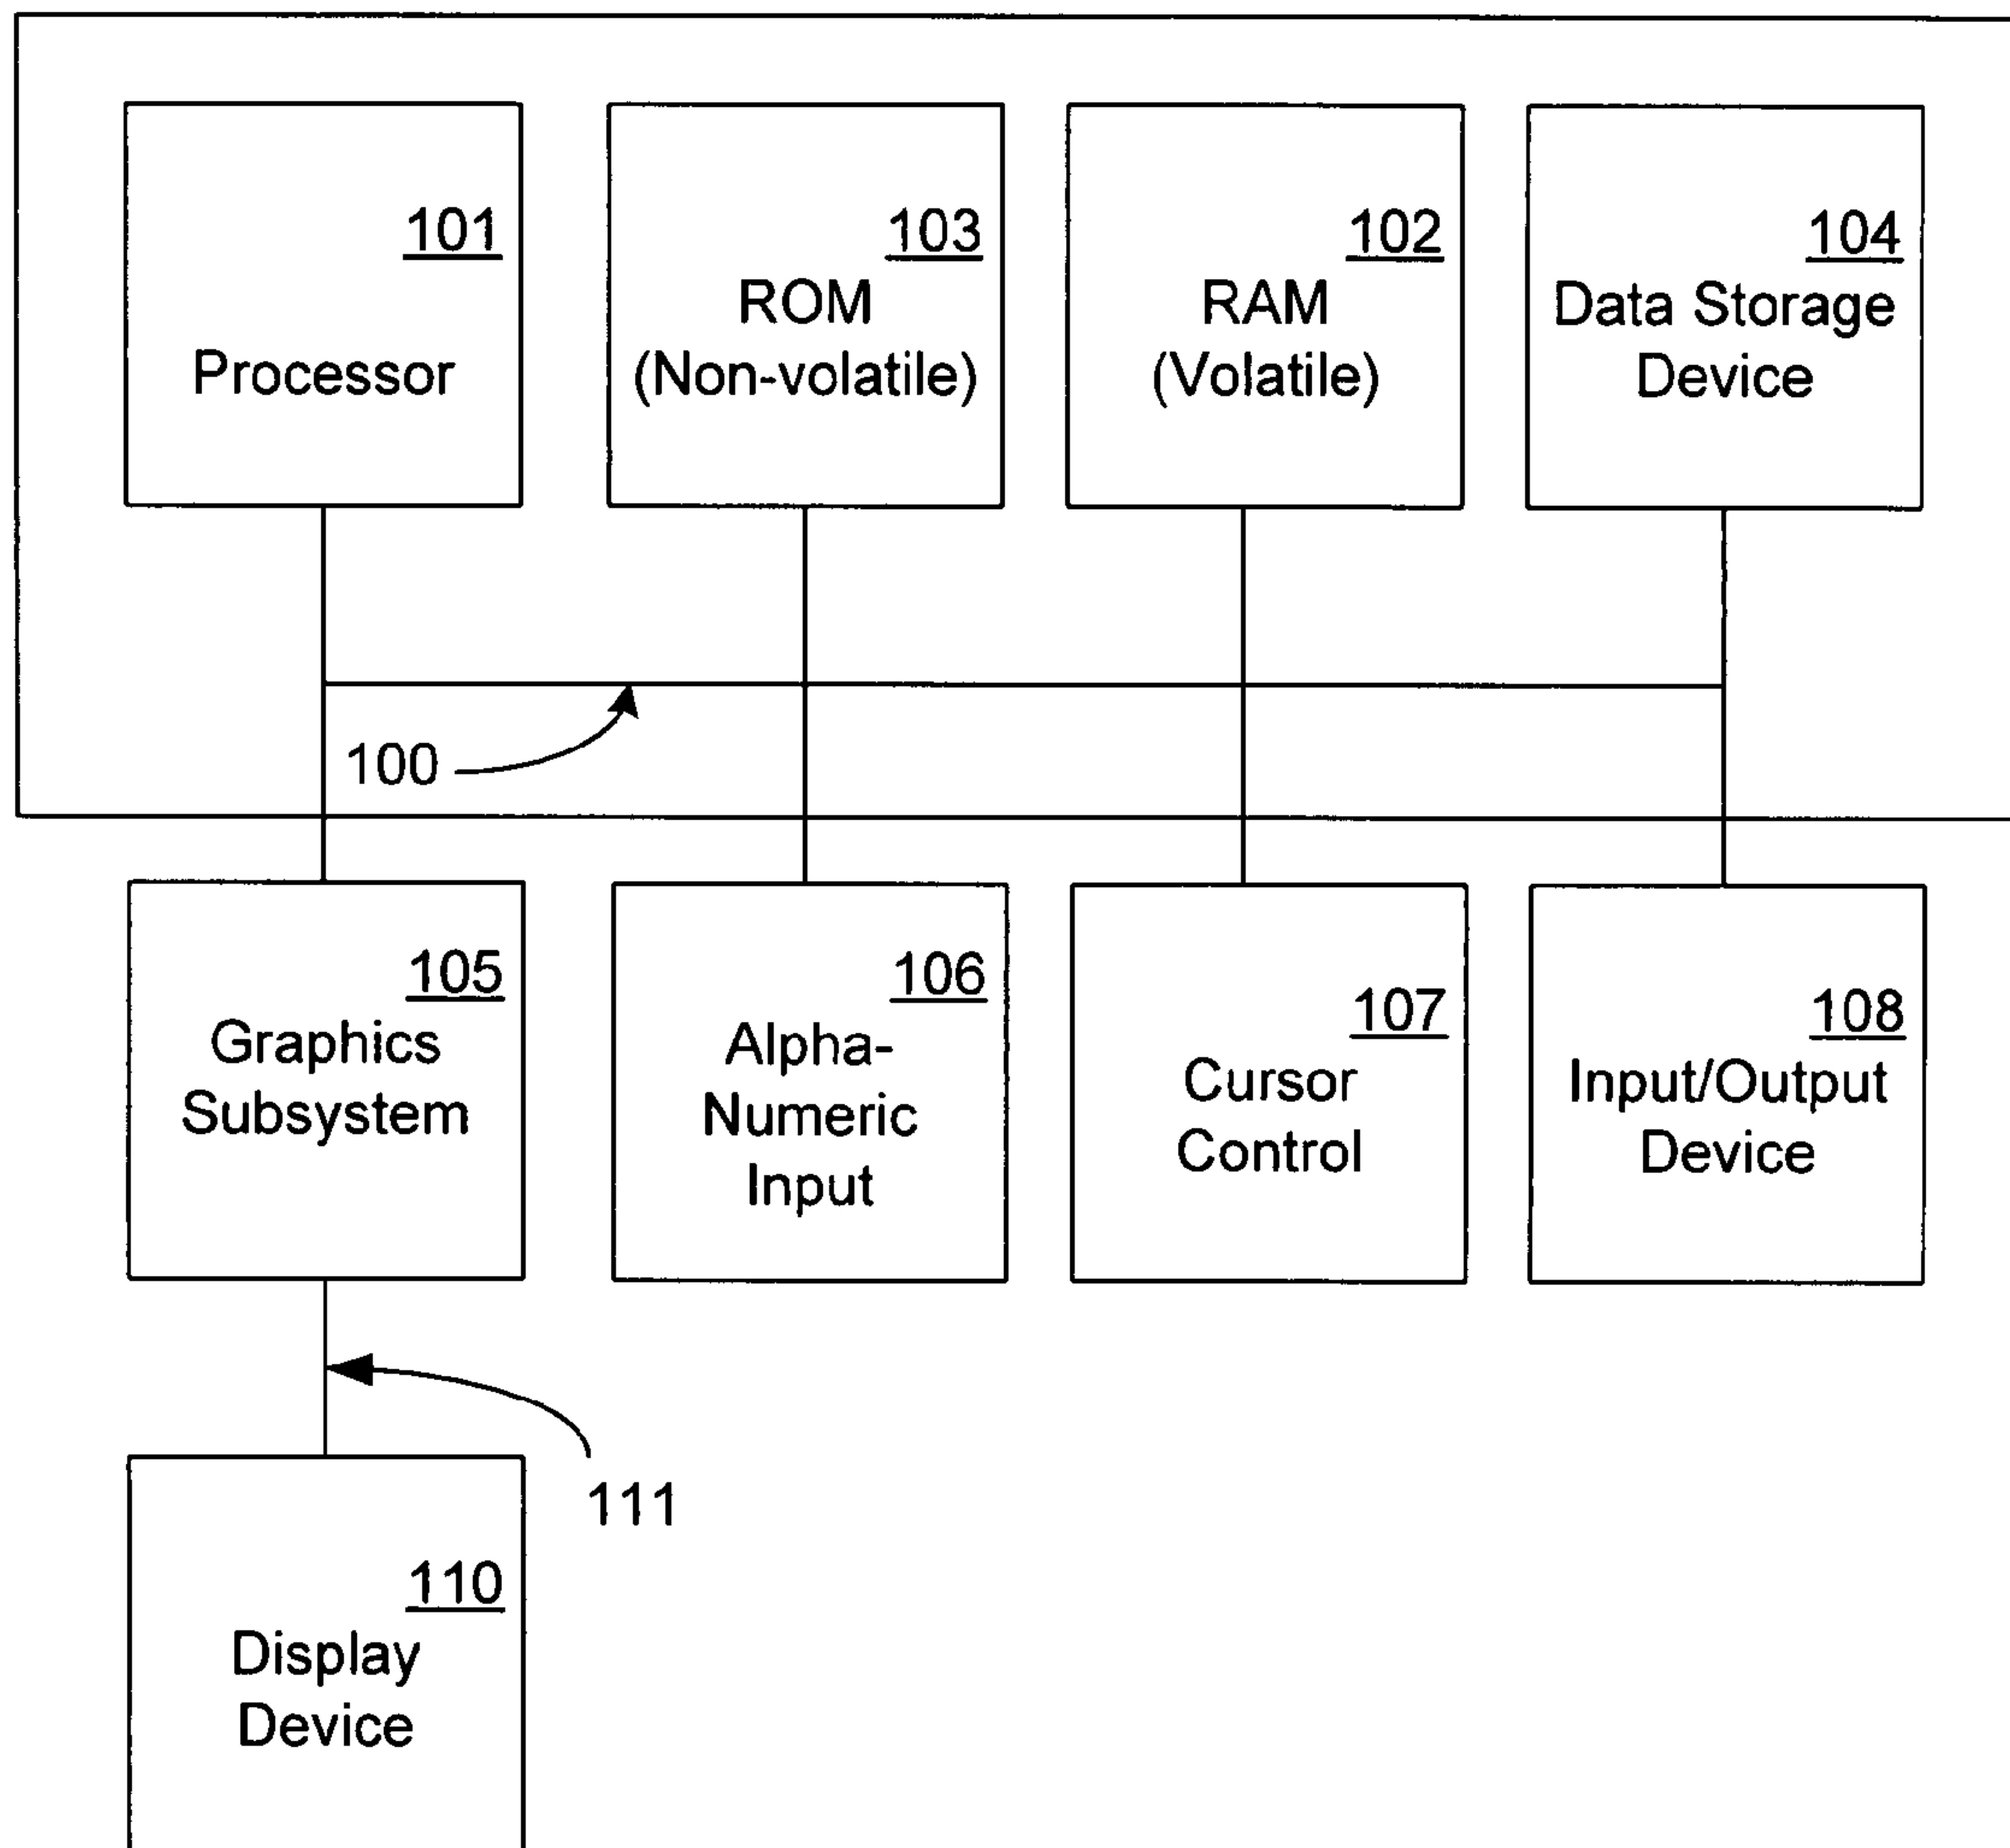 101
Processor
103
ROM
(Non-volatile)
102
RAM
(Volatile)
104
Data Storage
Device
100
105
Graphics
Subsystem
106
Alpha-
Numeric
Input
107
Cursor
Control
108
Input/Output
Device
111
110
Display
Device